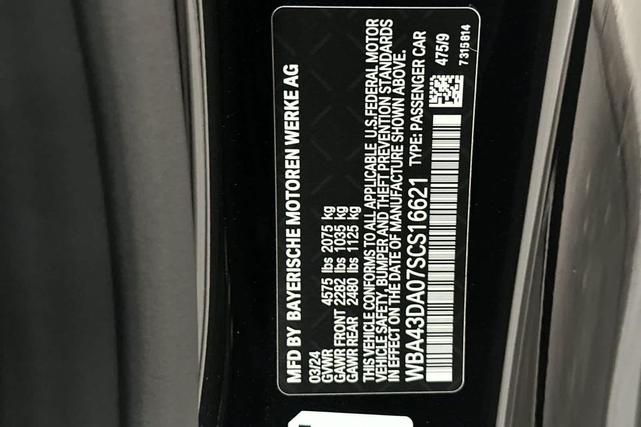 MFD BY BAYERISCHE MOTOREN WERKE AG
03/24
GVWR 4575 lbs 2075 kg
GAWR FRONT 2282 lbs 1035 kg
GAWR REAR 2480 lbs 1125 kg
THIS VEHICLE CONFORMS TO ALL APPLICABLE U.S.FEDERAL MOTOR
VEHICLE SAFETY, BUMPER AND THEFT PREVENTION STANDARDS
IN EFFECT ON THE DATE OF MANUFACTURE SHOWN ABOVE.
WBA43DA07SCS16621 TYPE: PASSENGER CAR
475/9
7 315 814